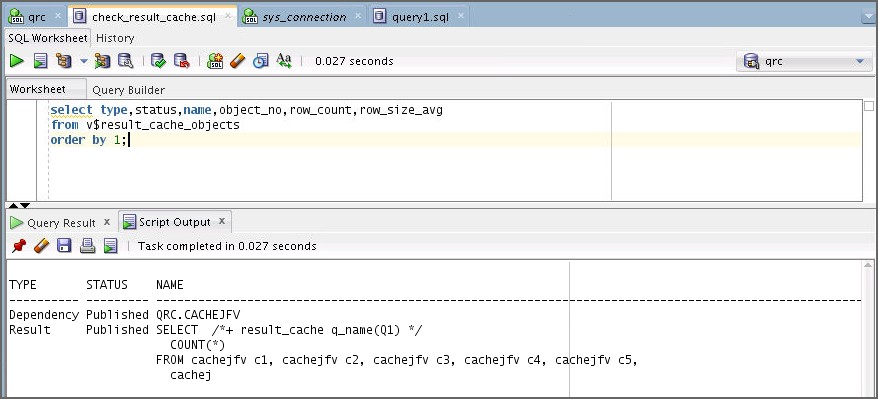 qrc check_result_cache.sql sys_connection query1.sql
SQL Worksheet History
0.027 seconds qrc
Worksheet Query Builder
select type,status,name,object_no,row_count,row_size_avg
from v$result_cache_objects
order by 1;
Query Result x Script Output x
Task completed in 0.027 seconds
TYPE STATUS NAME
---------- --------- ----------
Dependency Published QRC.CACHEJFV
Result Published SELECT /*+ result_cache q_name(Q1) */
COUNT(*)
FROM cachejfv c1, cachejfv c2, cachejfv c3, cachejfv c4, cachejfv c5,
cachej